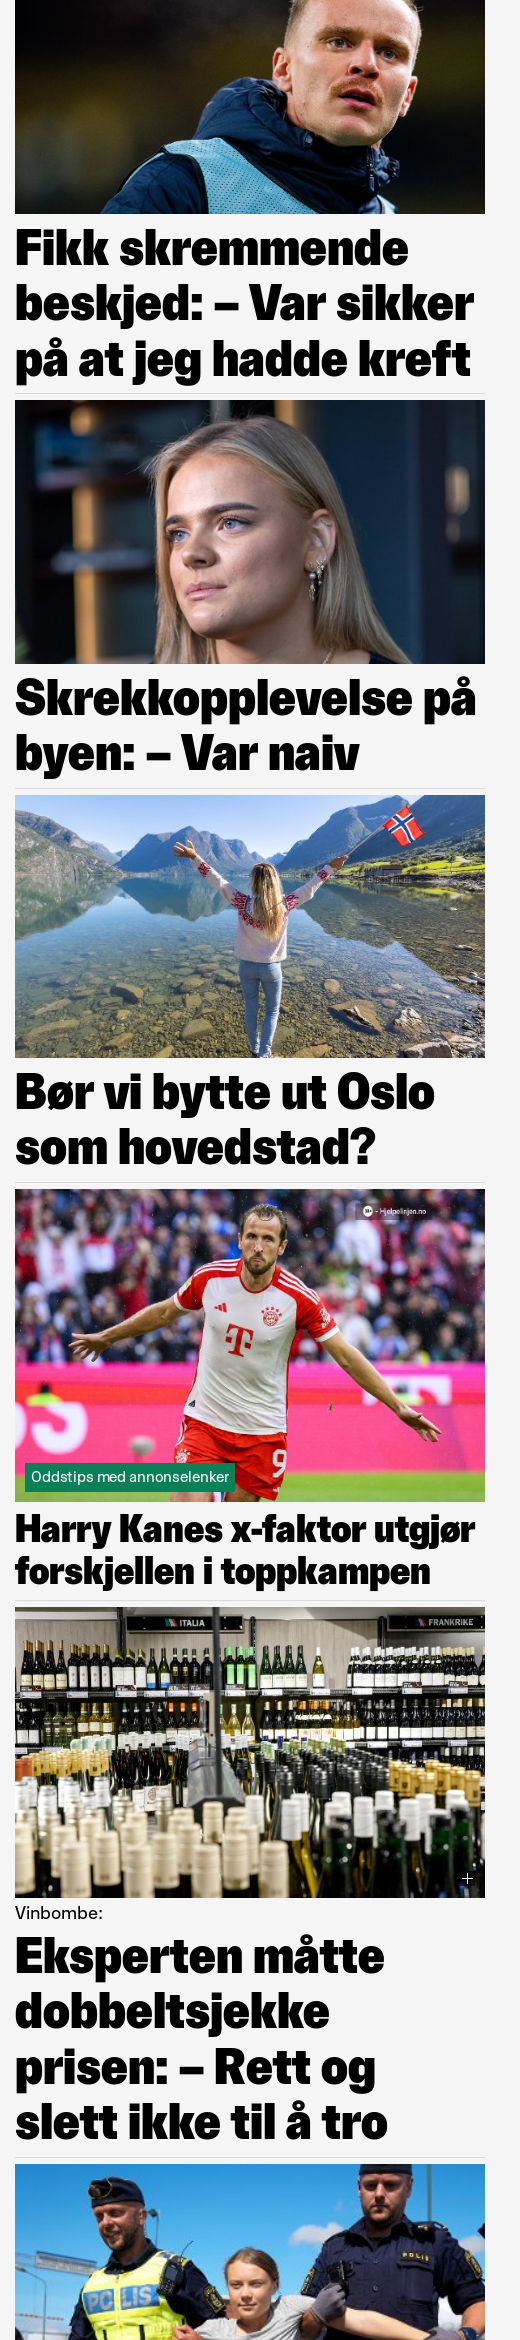 Fikk skremmende
beskjed: – Var sikker
på at jeg hadde kreft
Skrekkopplevelse på
byen: – Var naiv
Bør vi bytte ut Oslo
som hovedstad?
18+ - Hjelpelinjen.no
T
9
Oddstips med annonselenker
Harry Kanes x-faktor utgjør
forskjellen i toppkampen
ITALIA
FRANKRIKE
Vinbombe:
Eksperten måtte
dobbeltsjekke
prisen: – Rett og
slett ikke til å tro
POLIS
POLIS